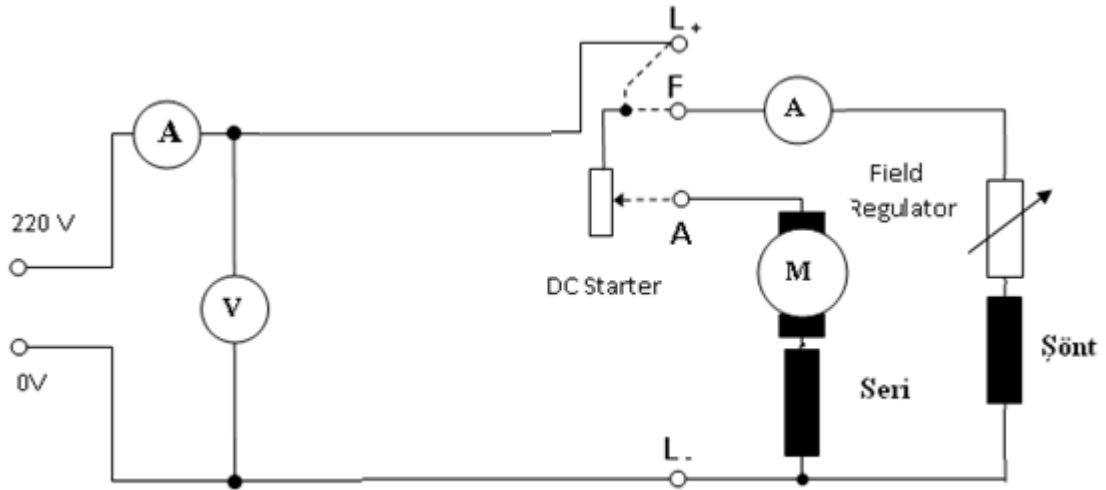 L +
F
A
A
220 V
Field
Regulator
A
DC Starter
M
V
0V
Seri
Şönt
L -